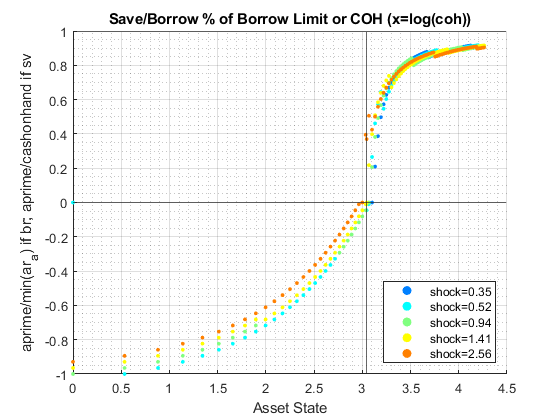 Save/Borrow % of Borrow Limit or COH (x=log(coh))
aprime/min(ar_a) if br; aprime/cashonhand if sv
1
0.8
0.6
0.4
0.2
0
-0.2
-0.4
-0.6
-0.8
-1
shock=0.35
shock=0.52
shock=0.94
shock=1.41
shock=2.56
0 0.5 1 1.5 2 2.5 3 3.5 4 4.5
Asset State